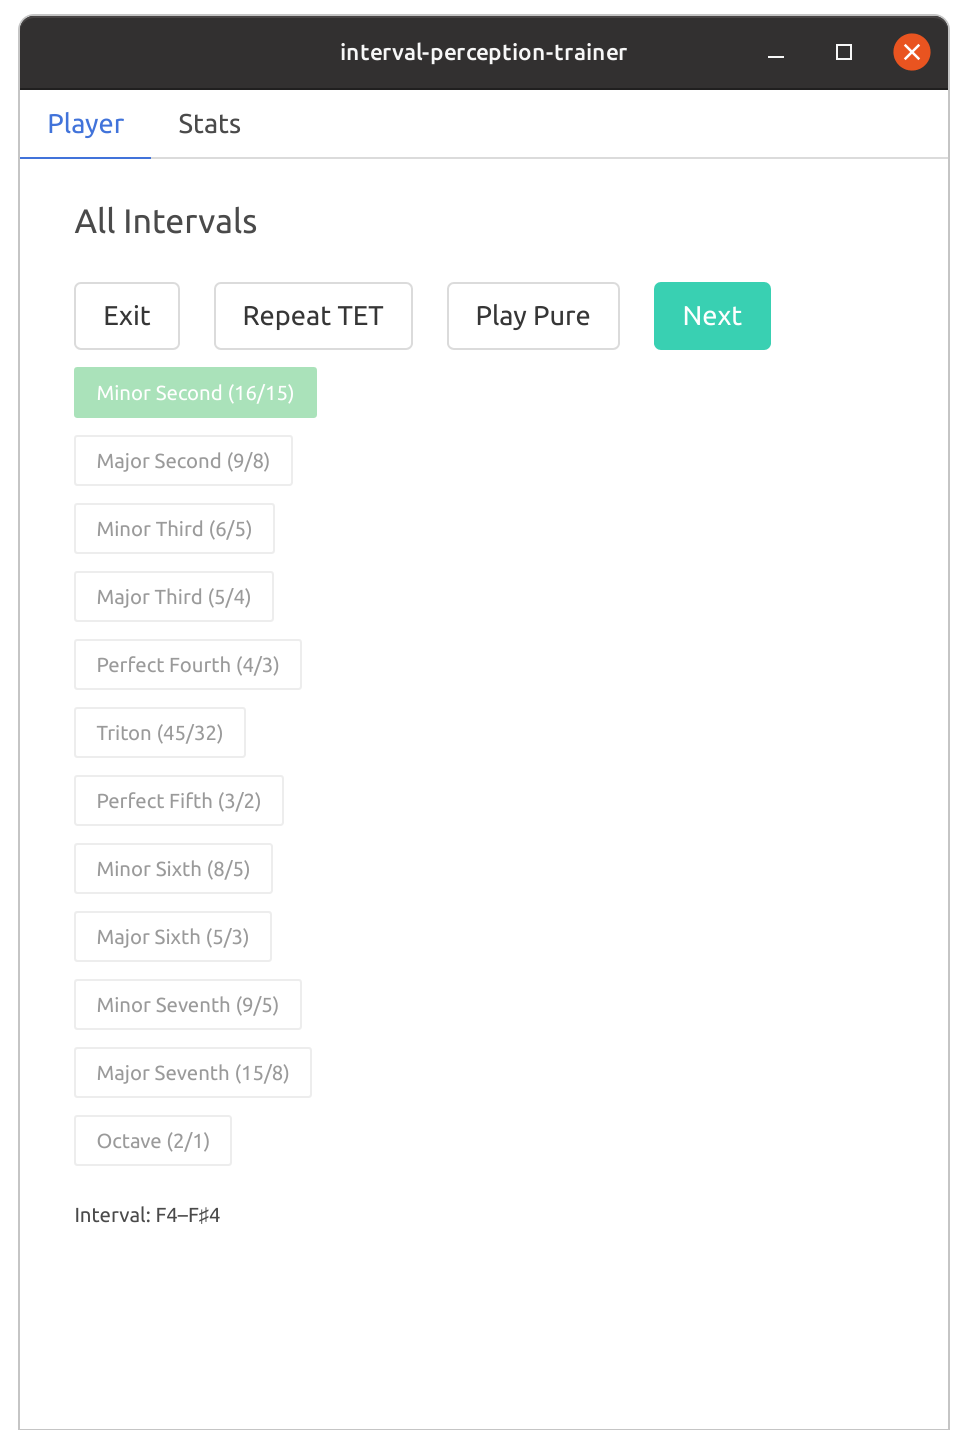 interval-perception-trainer
Player Stats
All Intervals
Exit Repeat TET Play Pure Next
Minor Second (16/15)
Major Second (9/8)
Minor Third (6/5)
Major Third (5/4)
Perfect Fourth (4/3)
Triton (45/32)
Perfect Fifth (3/2)
Minor Sixth (8/5)
Major Sixth (5/3)
Minor Seventh (9/5)
Major Seventh (15/8)
Octave (2/1)
Interval: F4–F♯4